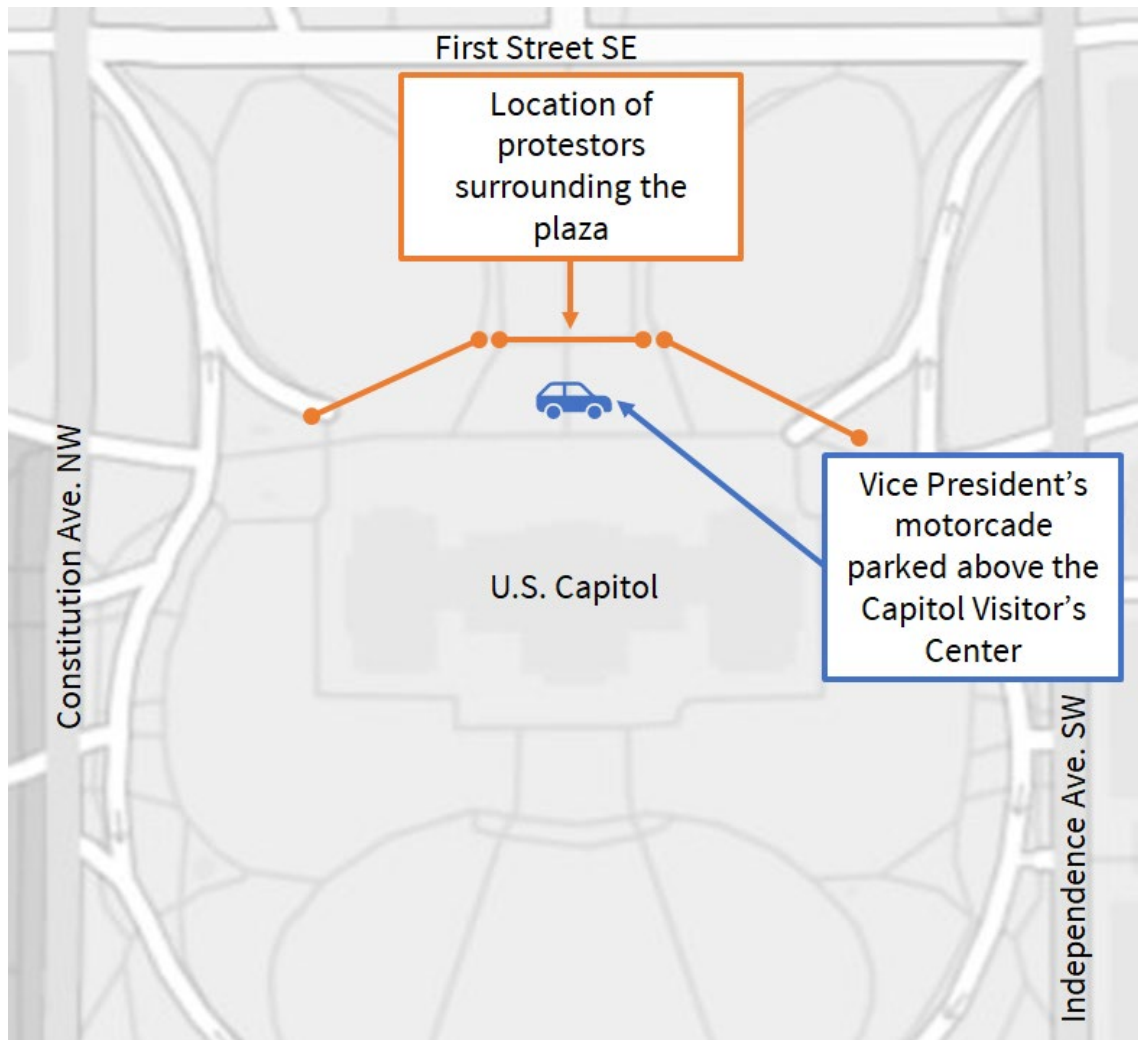 First Street SE
Location of
protestors
surrounding the
plaza
Constitution Ave. NW
U.S. Capitol
Vice President’s
motorcade
parked above the
Capitol Visitor’s
Center
Independence Ave. SW